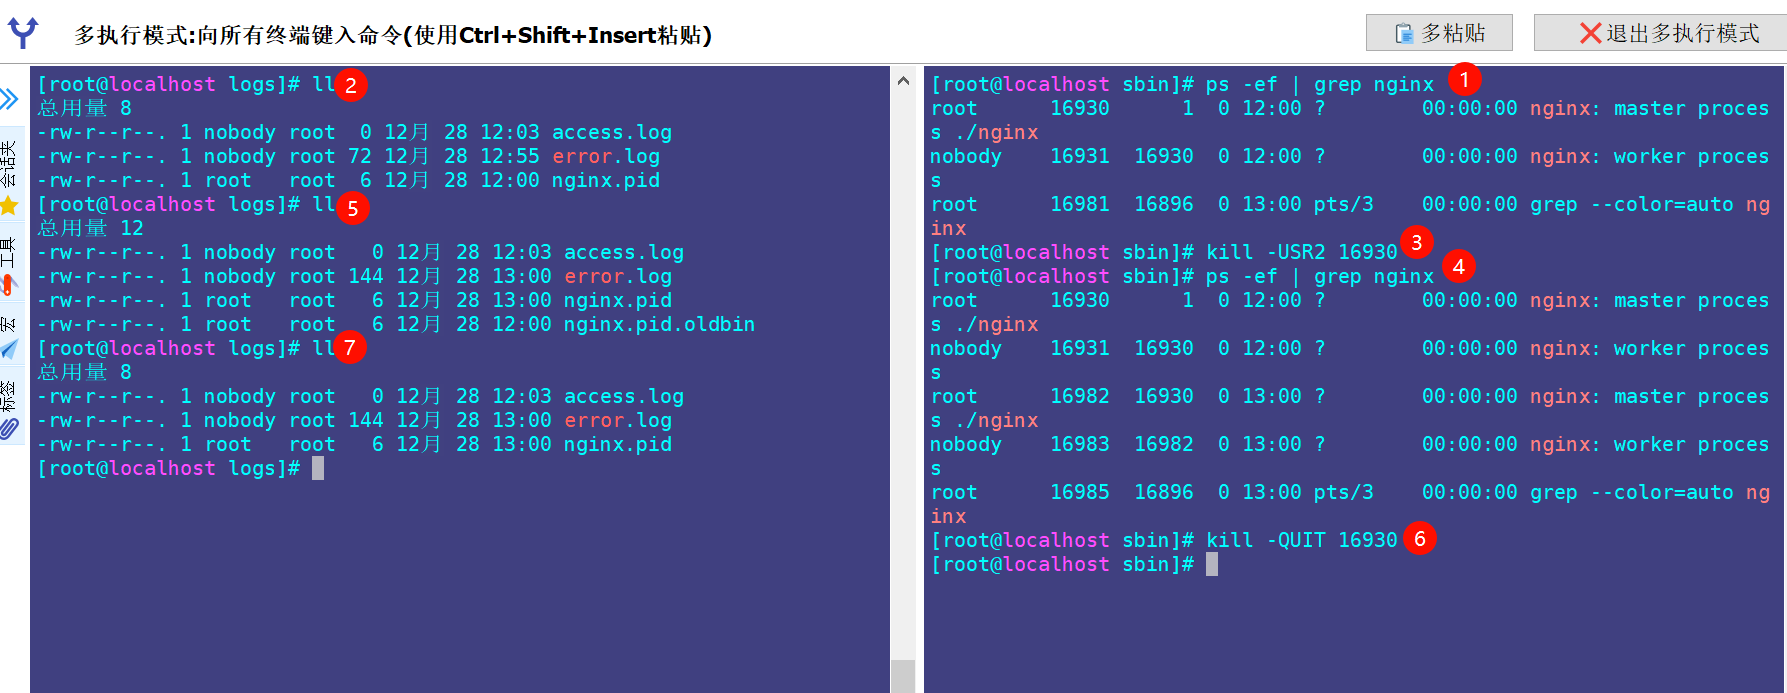 多执行模式:向所有终端键入命令(使用Ctrl+Shift+Insert粘贴)
多粘贴
退出多执行模式
会话夹
工具
宏
标签
[root@localhost logs]# ll 2
总用量 8
-rw-r--r--. 1 nobody root  0 12月 28 12:03 access.log
-rw-r--r--. 1 nobody root 72 12月 28 12:55 error.log
-rw-r--r--. 1 root   root  6 12月 28 12:00 nginx.pid
[root@localhost logs]# ll 5
总用量 12
-rw-r--r--. 1 nobody root   0 12月 28 12:03 access.log
-rw-r--r--. 1 nobody root 144 12月 28 13:00 error.log
-rw-r--r--. 1 root   root   6 12月 28 13:00 nginx.pid
-rw-r--r--. 1 root   root   6 12月 28 12:00 nginx.pid.oldbin
[root@localhost logs]# ll 7
总用量 8
-rw-r--r--. 1 nobody root   0 12月 28 12:03 access.log
-rw-r--r--. 1 nobody root 144 12月 28 13:00 error.log
-rw-r--r--. 1 root   root   6 12月 28 13:00 nginx.pid
[root@localhost logs]#
[root@localhost sbin]# ps -ef | grep nginx 1
root      16930      1  0 12:00 ?        00:00:00 nginx: master proces
s ./nginx
nobody    16931  16930  0 12:00 ?        00:00:00 nginx: worker proces
s
root      16981  16896  0 13:00 pts/3    00:00:00 grep --color=auto ng
inx
[root@localhost sbin]# kill -USR2 16930 3
[root@localhost sbin]# ps -ef | grep nginx 4
root      16930      1  0 12:00 ?        00:00:00 nginx: master proces
s ./nginx
nobody    16931  16930  0 12:00 ?        00:00:00 nginx: worker proces
s
root      16982  16930  0 13:00 ?        00:00:00 nginx: master proces
s ./nginx
nobody    16983  16982  0 13:00 ?        00:00:00 nginx: worker proces
s
root      16985  16896  0 13:00 pts/3    00:00:00 grep --color=auto ng
inx
[root@localhost sbin]# kill -QUIT 16930 6
[root@localhost sbin]#